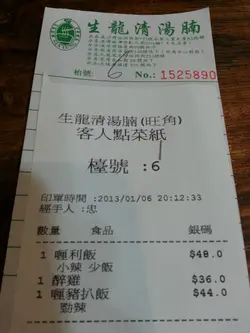 生龍清湯腩
枱號: 6 No.: 1525890
生龍清湯腩(旺角)
客人點菜紙
檯號 :6
印單時間 :2013/01/06 20:12:33
經手人 :忠
數量 食品 銀碼
1 喱利飯 $48.0
小辣 少飯
1 醉雞 $36.0
1 喱豬扒飯 $44.0
勁辣